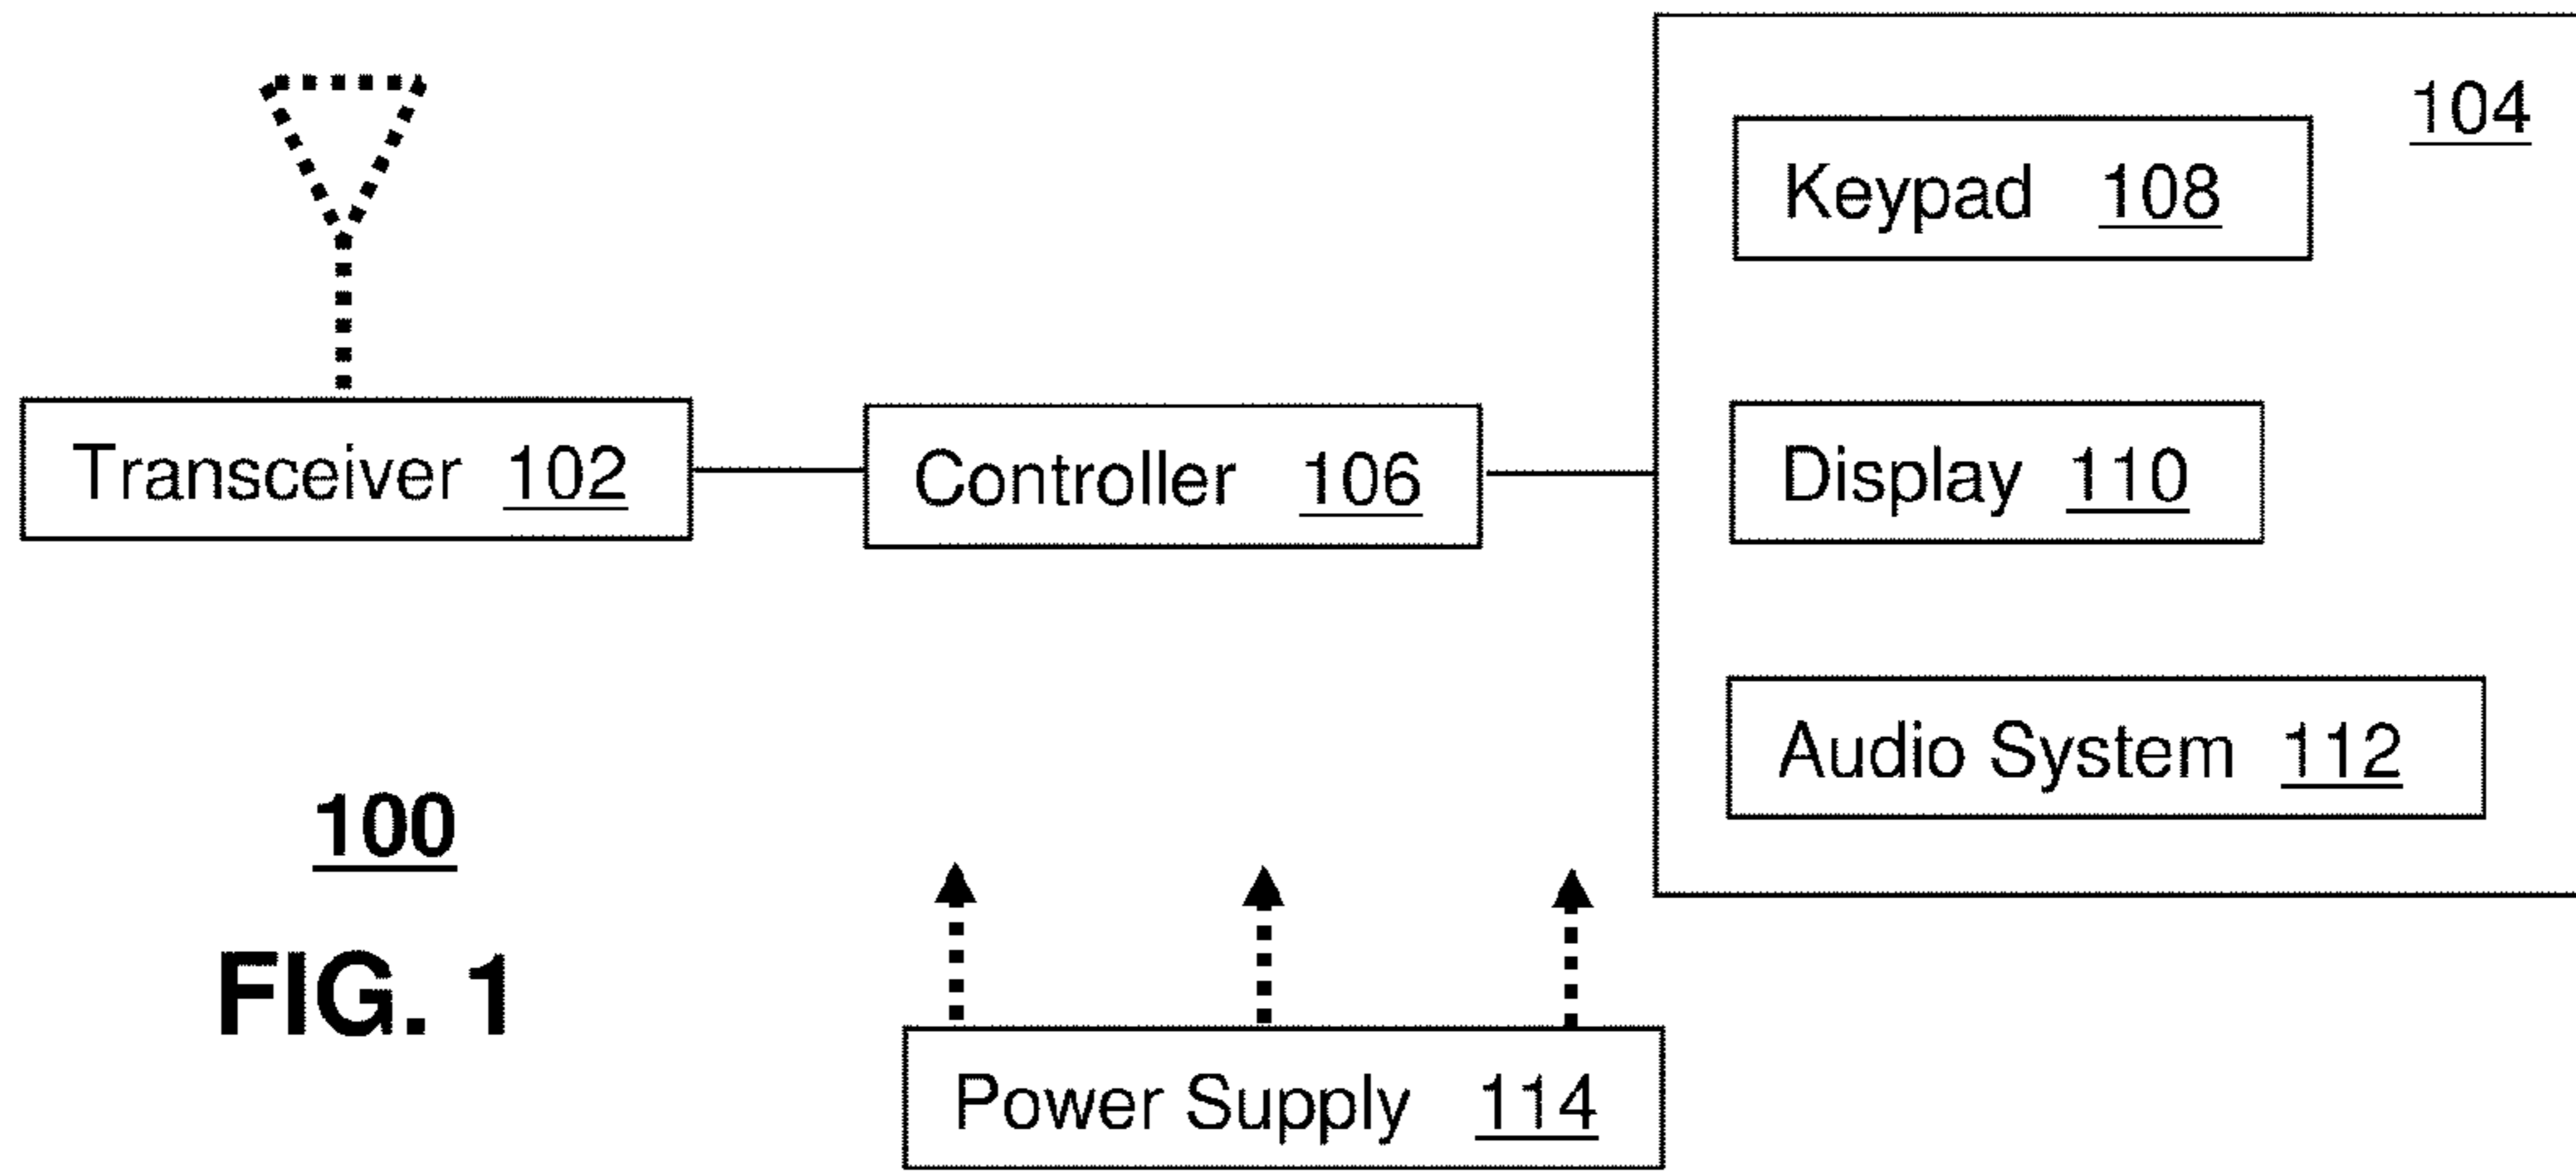 104
Keypad 108
Transceiver 102
Controller 106
Display 110
Audio System 112
100
FIG. 1
Power Supply 114